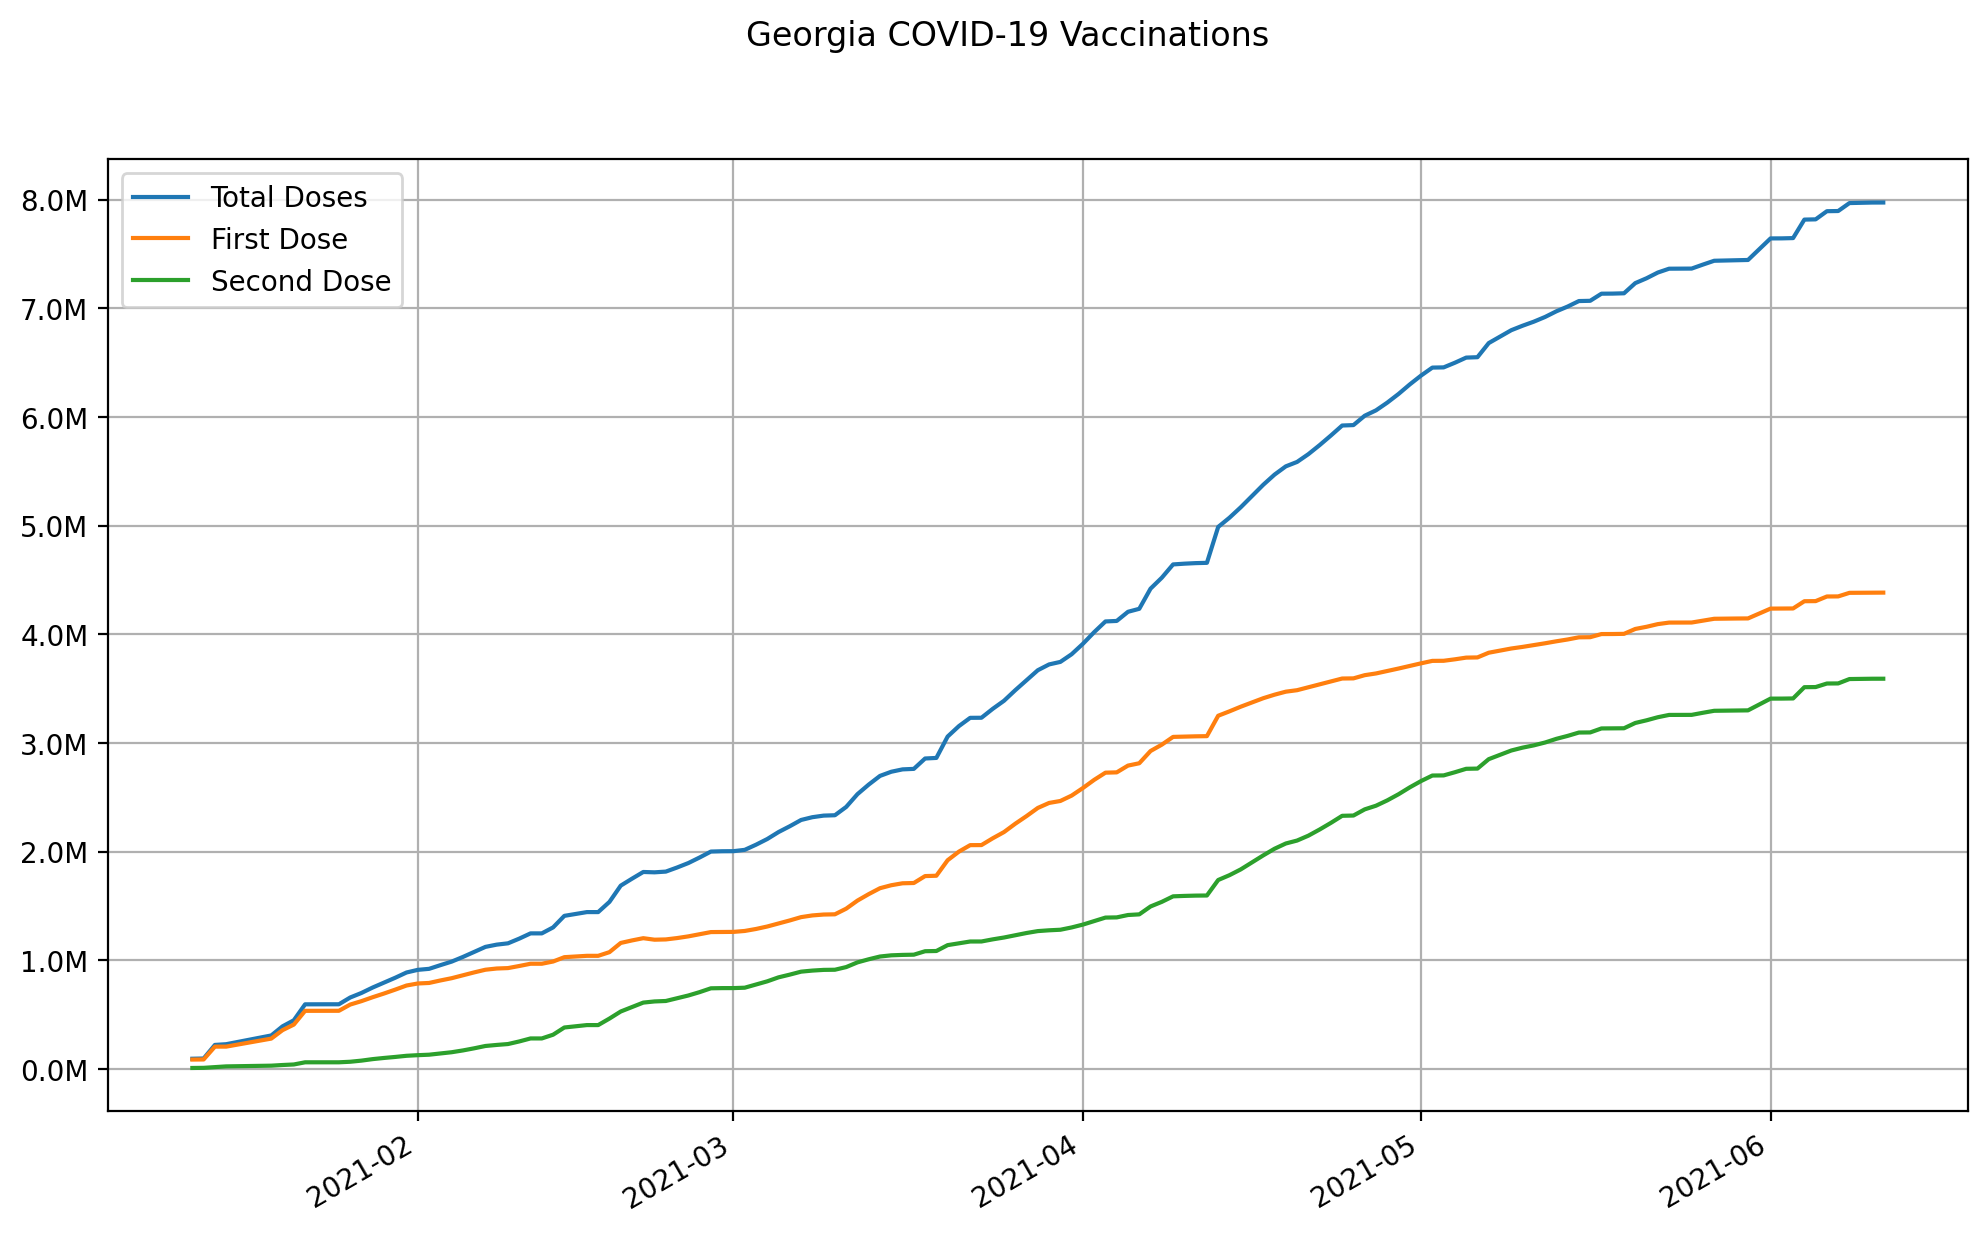 Georgia COVID-19 Vaccinations
Total Doses
First Dose
Second Dose
8.0M
7.0M
6.0M
5.0M
4.0M
3.0M
2.0M
1.0M
0.0M
2021-02
2021-03
2021-04
2021-05
2021-06